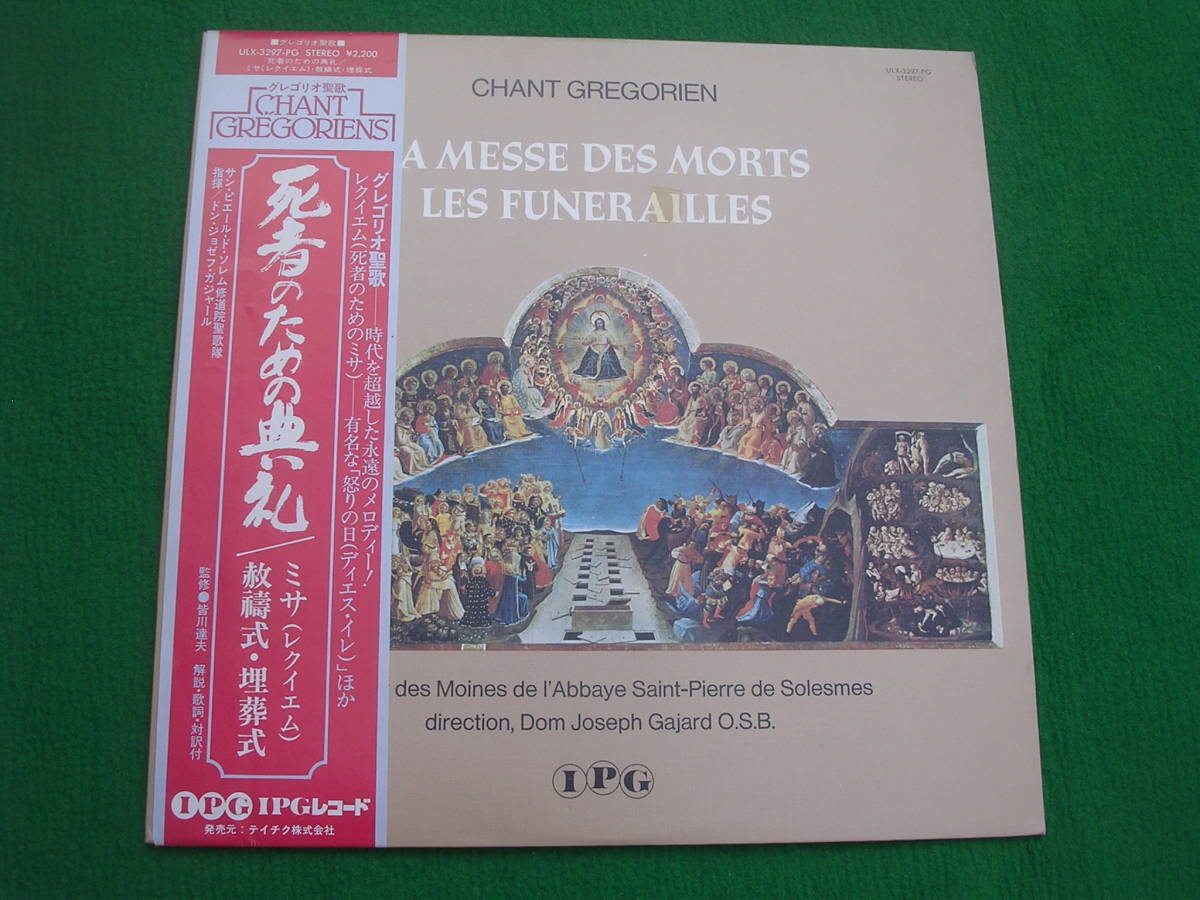 ■グレゴリオ聖歌■
ULX-3297-PG STEREO ¥2,200
死者のための典礼/
ミサ(レクイエム)・赦禱式・埋葬式
グレゴリオ聖歌
CHANT
GREGORIENS
グレゴリオ聖歌——時代を超越した永遠のメロディー!
レクイエム(死者のためのミサ)——有名な「怒りの日(ディエス・イレ)」ほか
死者のための典礼/ミサ(レクイエム)
赦禱式・埋葬式
サン・ピエール・ド・ソレム修道院聖歌隊
指揮/ドン・ジョゼフ・ガジャール
監修●皆川達夫 解説・歌詞・対訳付
IPG IPGレコード
発売元:テイチク株式会社
CHANT GREGORIEN
ULX-3297-PG
STEREO
A MESSE DES MORTS
LES FUNERAILLES
des Moines de l'Abbaye Saint-Pierre de Solesmes
direction, Dom Joseph Gajard O.S.B.
IPG